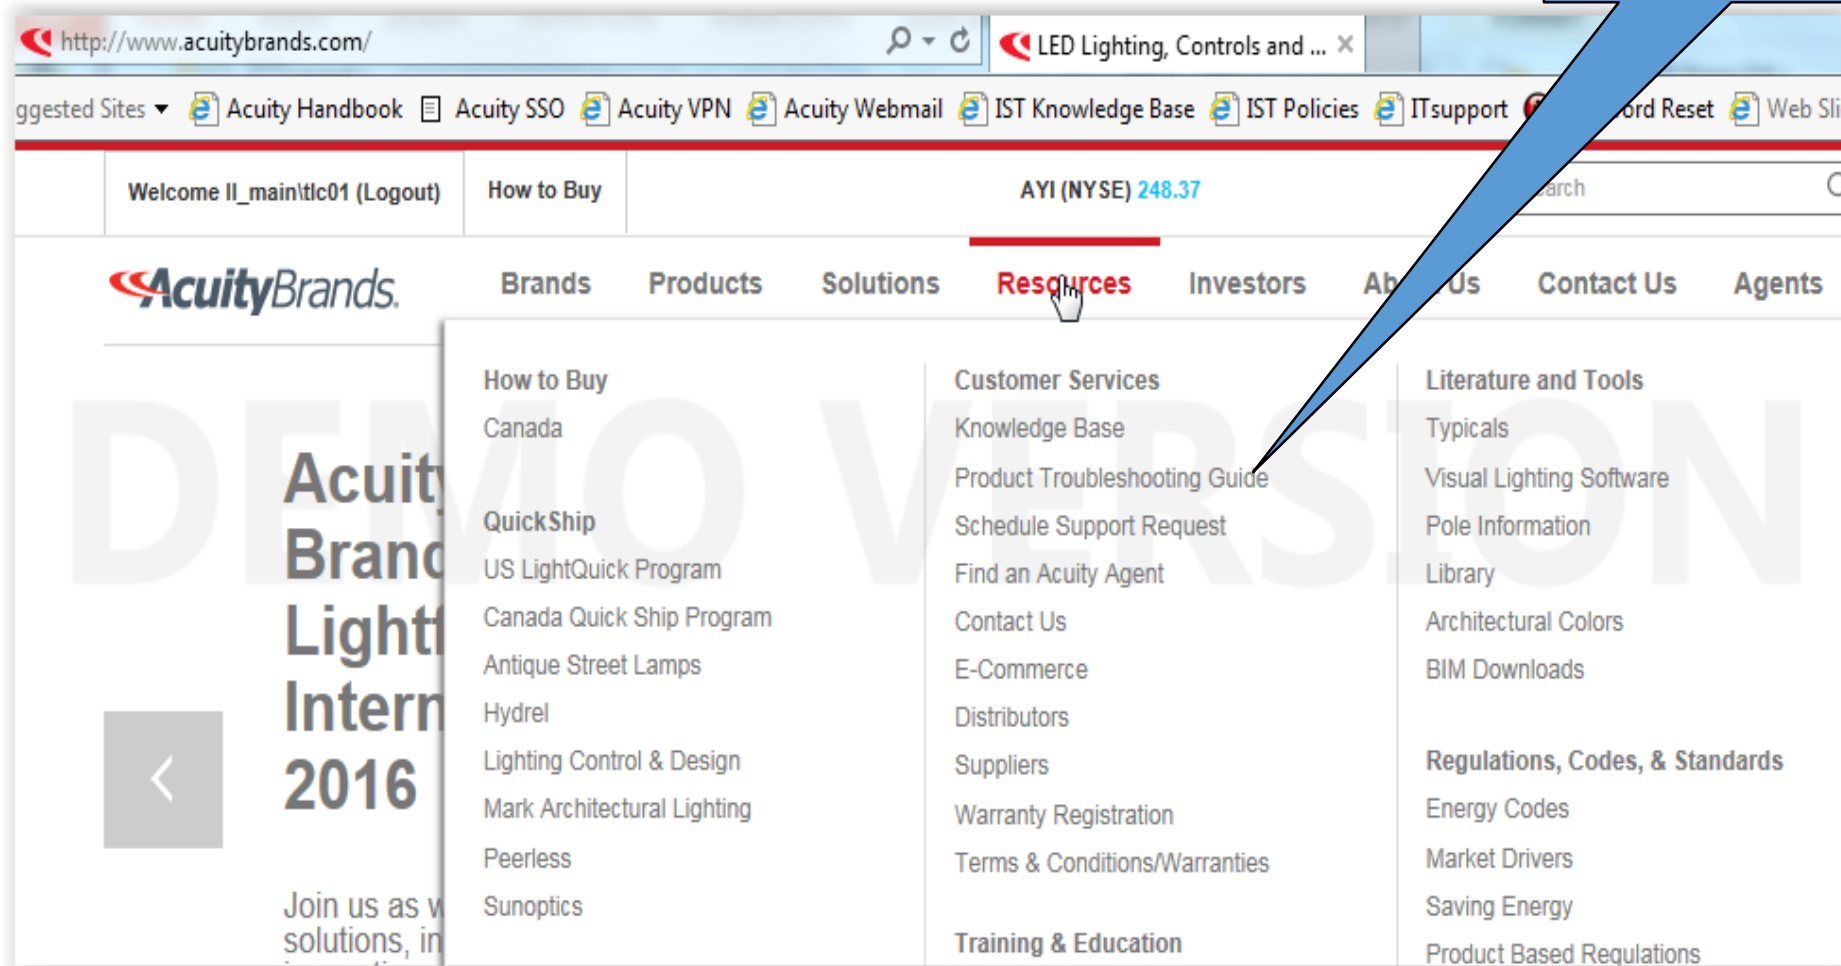 http://www.acuitybrands.com/
LED Lighting, Controls and ...
ggested Sites Acuity Handbook Acuity SSO Acuity VPN Acuity Webmail IST Knowledge Base IST Policies ITsupport ord Reset Web Sli
Welcome ll_main\tlc01 (Logout) How to Buy AYI (NYSE) 248.37 earch
AcuityBrands.
Brands Products Solutions Resources Investors Ab Us Contact Us Agents
How to Buy
Canada
QuickShip
US LightQuick Program
Canada Quick Ship Program
Antique Street Lamps
Hydrel
Lighting Control & Design
Mark Architectural Lighting
Peerless
Sunoptics
Customer Services
Knowledge Base
Product Troubleshooting Guide
Schedule Support Request
Find an Acuity Agent
Contact Us
E-Commerce
Distributors
Suppliers
Warranty Registration
Terms & Conditions/Warranties
Training & Education
Literature and Tools
Typicals
Visual Lighting Software
Pole Information
Library
Architectural Colors
BIM Downloads
Regulations, Codes, & Standards
Energy Codes
Market Drivers
Saving Energy
Product Based Regulations
Acuity
Brand
Lightf
Intern
2016
Join us as w
solutions, in
DEMO VERSION